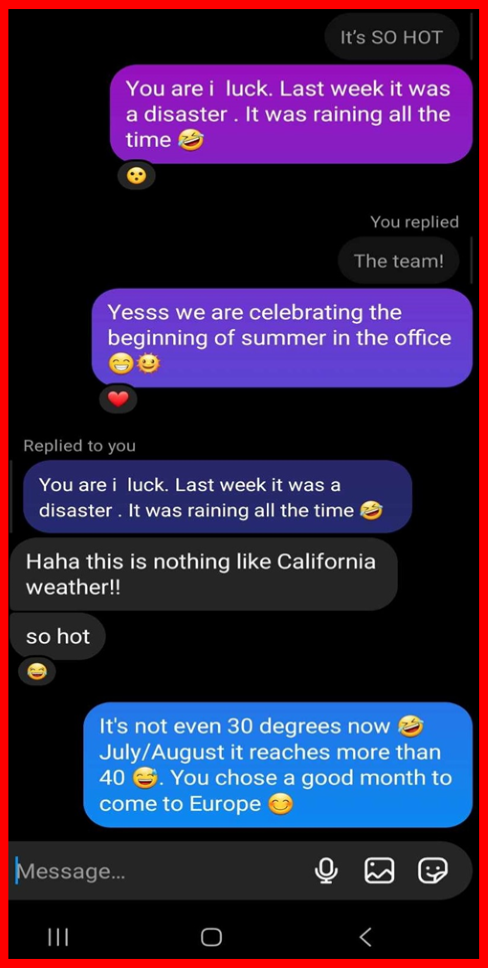 It's SO HOT
You are i  luck. Last week it was
a disaster . It was raining all the
time 🤣
You replied
The team!
Yesss we are celebrating the
beginning of summer in the office
😁🌞
Replied to you
You are i  luck. Last week it was a
disaster . It was raining all the time 🤣
Haha this is nothing like California
weather!!
so hot
It's not even 30 degrees now 🤣
July/August it reaches more than
40 😅. You chose a good month to
come to Europe 😊
Message...